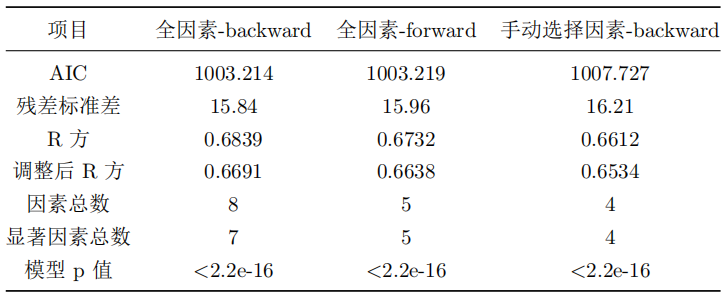 项目 全因素-backward 全因素-forward 手动选择因素-backward
AIC 1003.214 1003.219 1007.727
残差标准差 15.84 15.96 16.21
R 方 0.6839 0.6732 0.6612
调整后 R 方 0.6691 0.6638 0.6534
因素总数 8 5 4
显著因素总数 7 5 4
模型 p 值 <2.2e-16 <2.2e-16 <2.2e-16